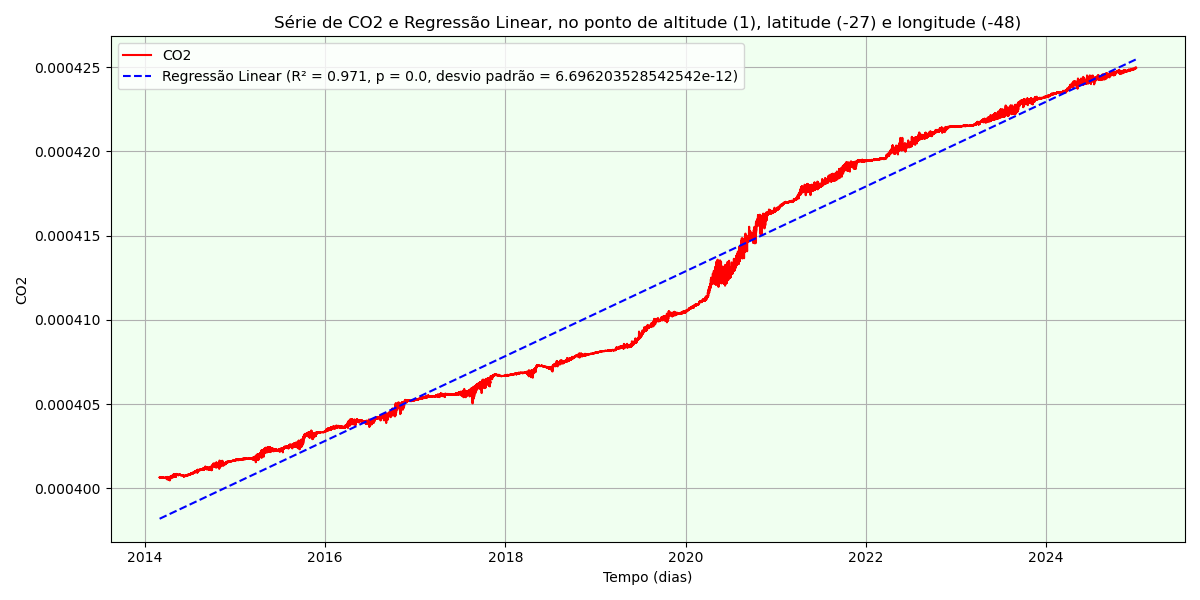 Série de CO2 e Regressão Linear, no ponto de altitude (1), latitude (-27) e longitude (-48)
CO2
Regressão Linear (R² = 0.971, p = 0.0, desvio padrão = 6.696203528542542e-12)
0.000425
0.000420
0.000415
0.000410
0.000405
0.000400
CO2
2014
2016
2018
2020
2022
2024
Tempo (dias)